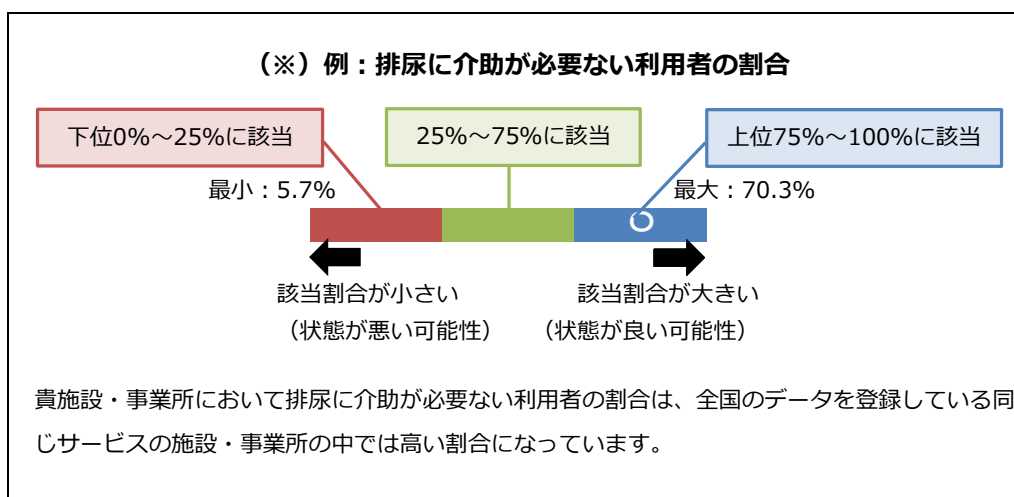 （※）例：排尿に介助が必要ない利用者の割合
下位0%～25%に該当
25%～75%に該当
上位75%～100%に該当
最小：5.7%
最大：70.3%
該当割合が小さい
（状態が悪い可能性）
該当割合が大きい
（状態が良い可能性）
貴施設・事業所において排尿に介助が必要ない利用者の割合は、全国のデータを登録している同
じサービスの施設・事業所の中では高い割合になっています。